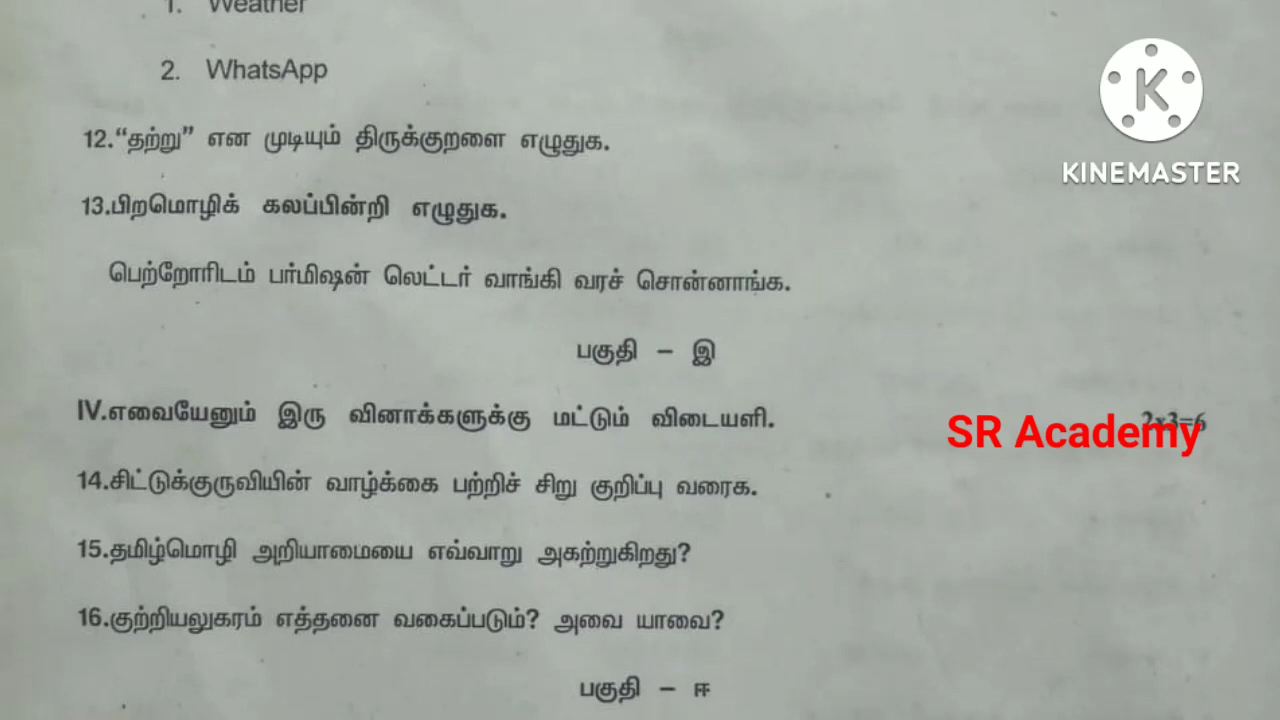 1. Weather
2. WhatsApp
12.“தற்று” என முடியும் திருக்குறளை எழுதுக.
KINEMASTER
13.பிறமொழிக் கலப்பின்றி எழுதுக.
பெற்றோரிடம் பர்மிஷன் லெட்டர் வாங்கி வரச் சொன்னாங்க.
பகுதி – இ
IV.எவையேனும் இரு வினாக்களுக்கு மட்டும் விடையளி. 2x3=6
SR Academy
14.சிட்டுக்குருவியின் வாழ்க்கை பற்றிச் சிறு குறிப்பு வரைக.
15.தமிழ்மொழி அறியாமையை எவ்வாறு அகற்றுகிறது?
16.குற்றியலுகரம் எத்தனை வகைப்படும்? அவை யாவை?
பகுதி – ஈ